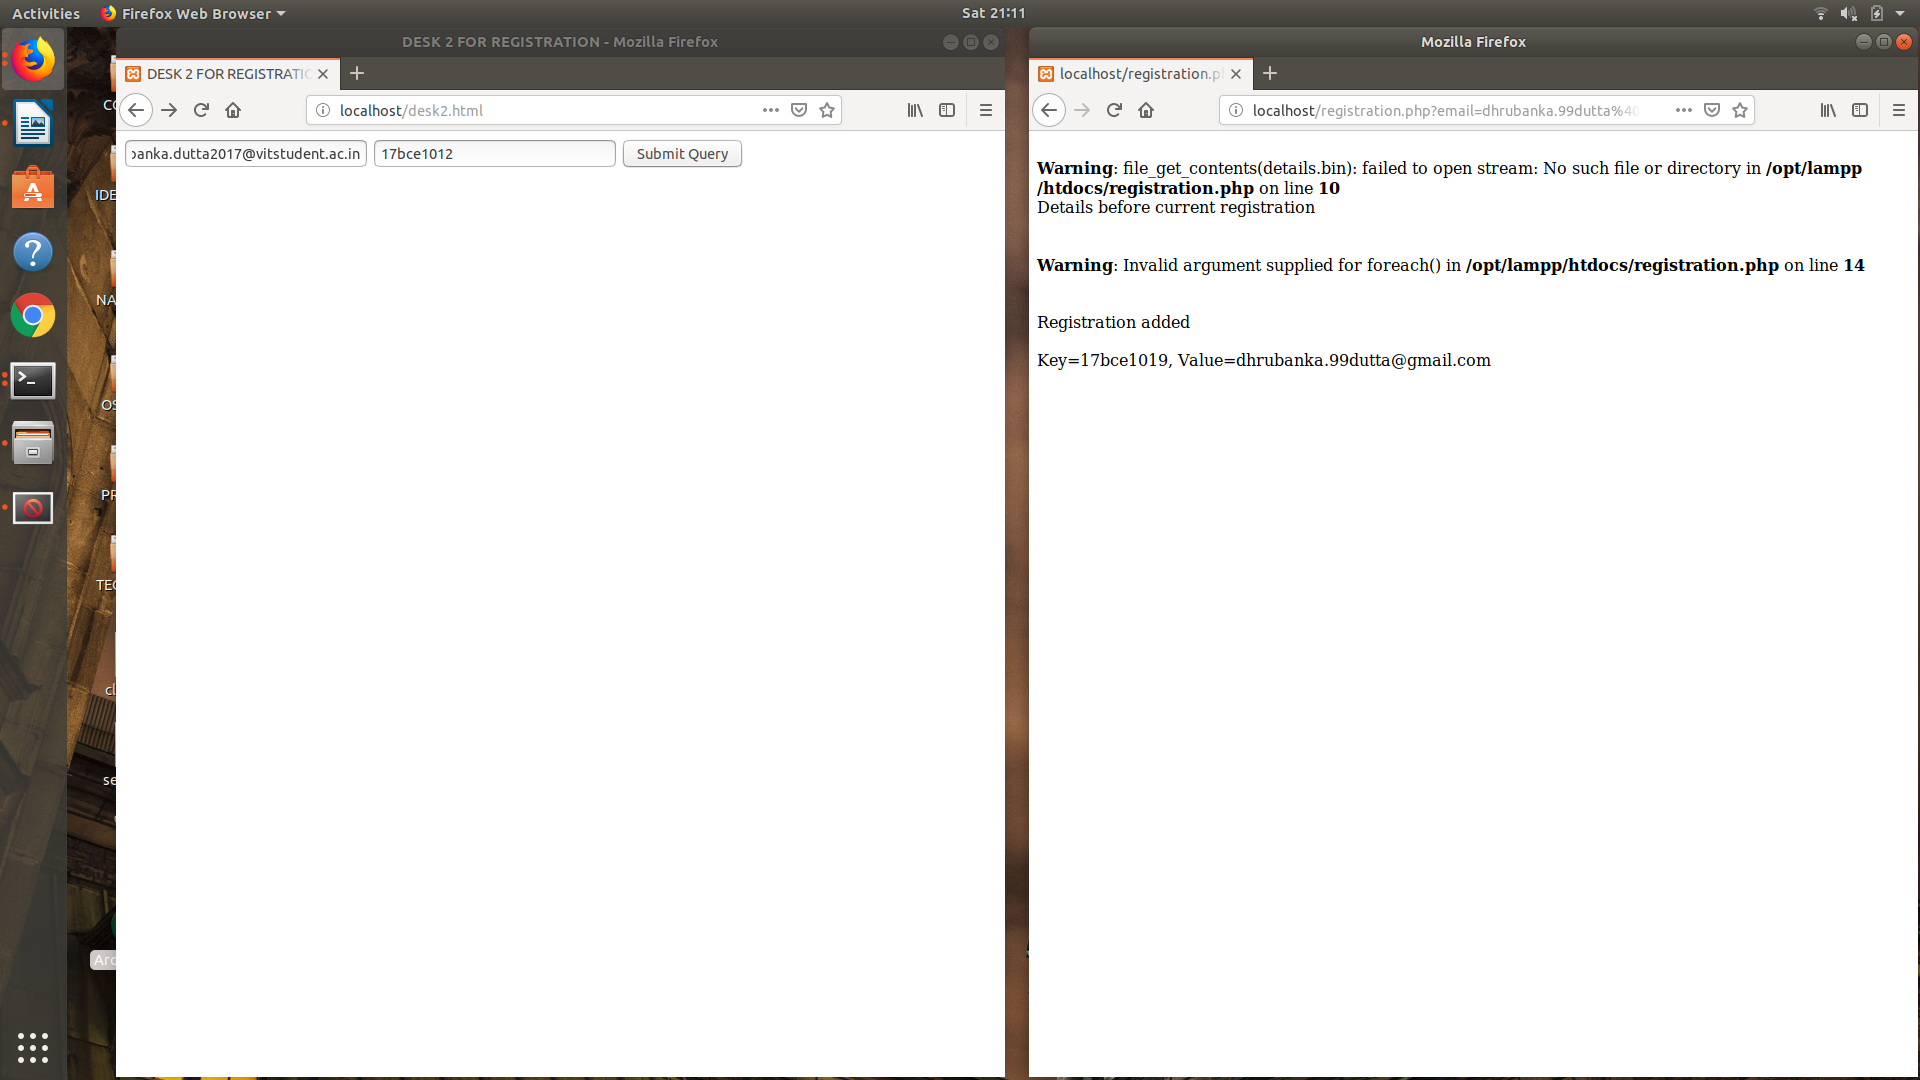 Activities
Firefox Web Browser
Sat 21:11
DESK 2 FOR REGISTRATION - Mozilla Firefox
DESK 2 FOR REGISTRATIO
localhost/desk2.html
banka.dutta2017@vitstudent.ac.in
17bce1012
Submit Query
Mozilla Firefox
localhost/registration.p
localhost/registration.php?email=dhrubanka.99dutta%40
Warning: file_get_contents(details.bin): failed to open stream: No such file or directory in /opt/lampp
/htdocs/registration.php on line 10
Details before current registration
Warning: Invalid argument supplied for foreach() in /opt/lampp/htdocs/registration.php on line 14
Registration added
Key=17bce1019, Value=dhrubanka.99dutta@gmail.com
IDE
NA
OS
PR
TE
cl
se
Arc